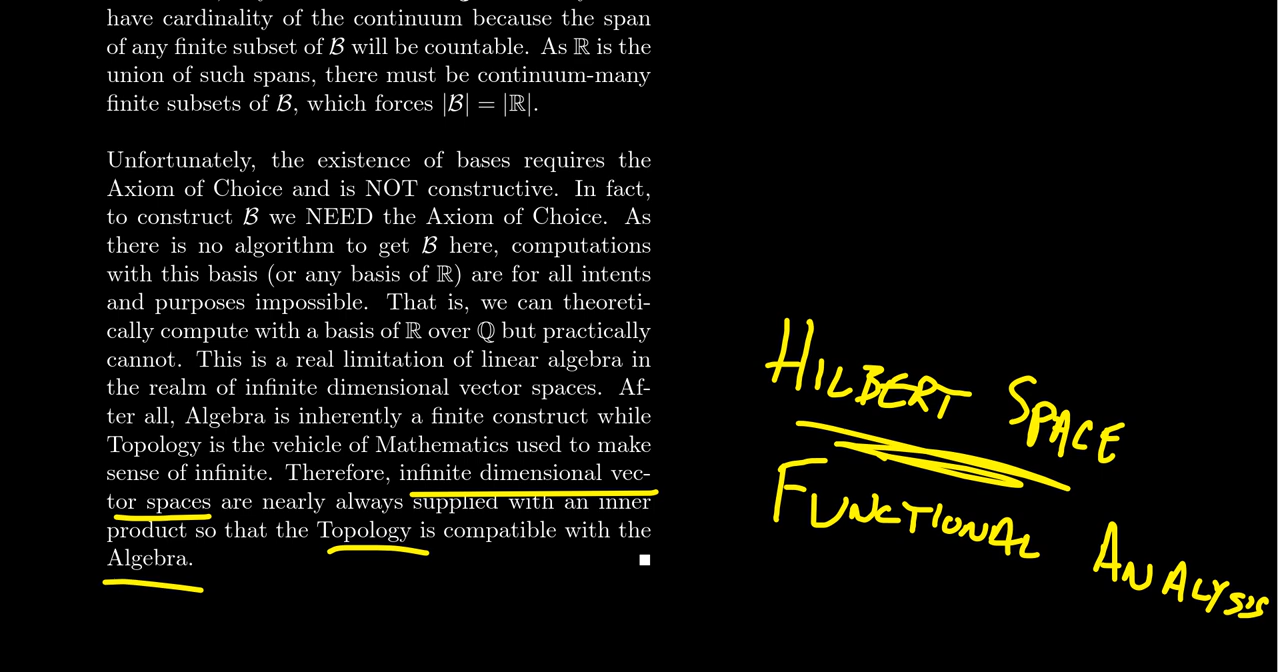 have cardinality of the continuum because the span
of any finite subset of ℬ will be countable. As ℝ is the
union of such spans, there must be continuum-many
finite subsets of ℬ, which forces |ℬ| = |ℝ|.
Unfortunately, the existence of bases requires the
Axiom of Choice and is NOT constructive. In fact,
to construct ℬ we NEED the Axiom of Choice. As
there is no algorithm to get ℬ here, computations
with this basis (or any basis of ℝ) are for all intents
and purposes impossible. That is, we can theoreti-
cally compute with a basis of ℝ over ℚ but practically
cannot. This is a real limitation of linear algebra in
the realm of infinite dimensional vector spaces. Af-
ter all, Algebra is inherently a finite construct while
Topology is the vehicle of Mathematics used to make
sense of infinite. Therefore, infinite dimensional vec-
tor spaces are nearly always supplied with an inner
product so that the Topology is compatible with the
Algebra. ■
HILBERT SPACE
FUNCTIONAL ANALYSIS